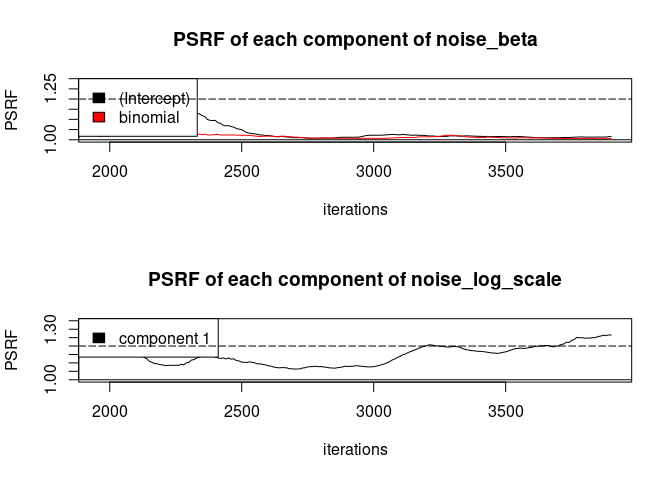 PSRF of each component of noise_beta
PSRF
1.00
1.25
(Intercept)
binomial
2000 2500 3000 3500
iterations
PSRF of each component of noise_log_scale
PSRF
1.00
1.30
component 1
2000 2500 3000 3500
iterations